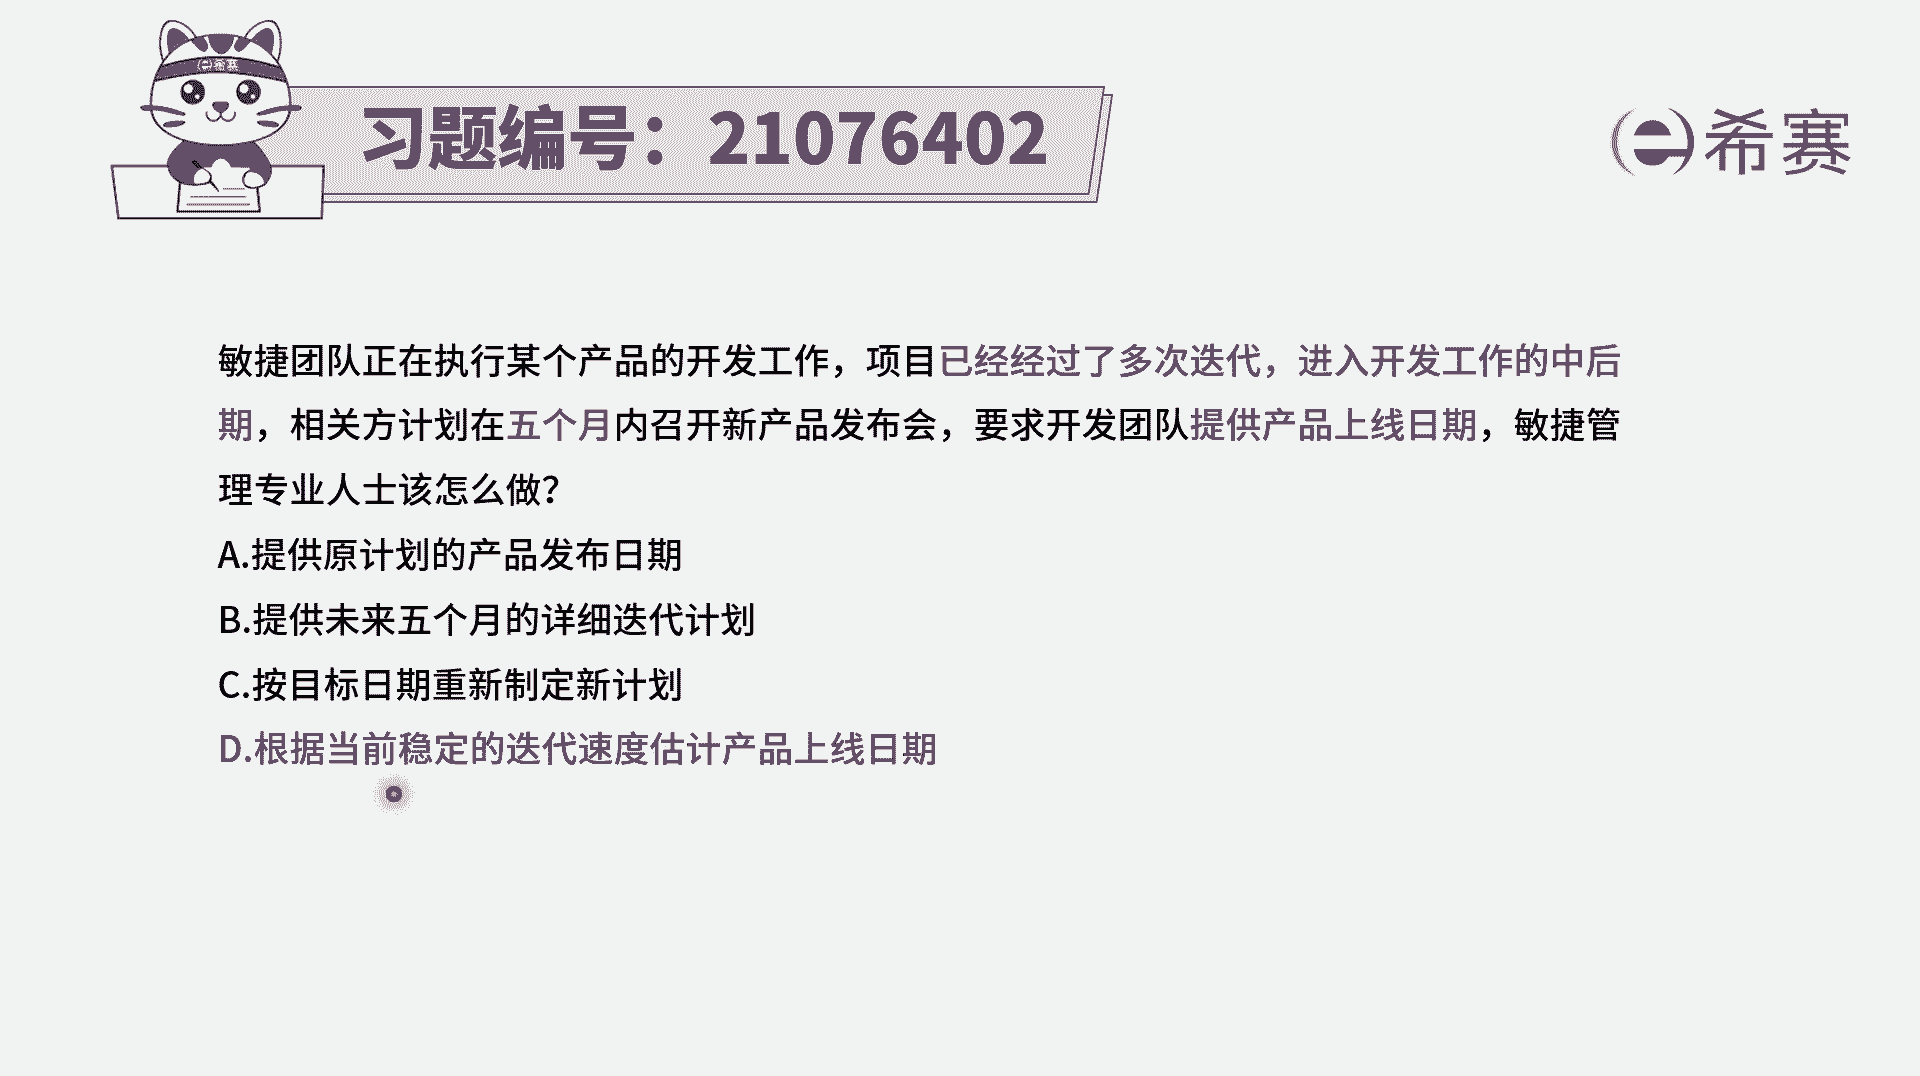 希赛
习题编号：21076402
希赛
敏捷团队正在执行某个产品的开发工作，项目已经经过了多次迭代，进入开发工作的中后
期，相关方计划在五个月内召开新产品发布会，要求开发团队提供产品上线日期，敏捷管
理专业人士该怎么做？
A.提供原计划的产品发布日期
B.提供未来五个月的详细迭代计划
C.按目标日期重新制定新计划
D.根据当前稳定的迭代速度估计产品上线日期